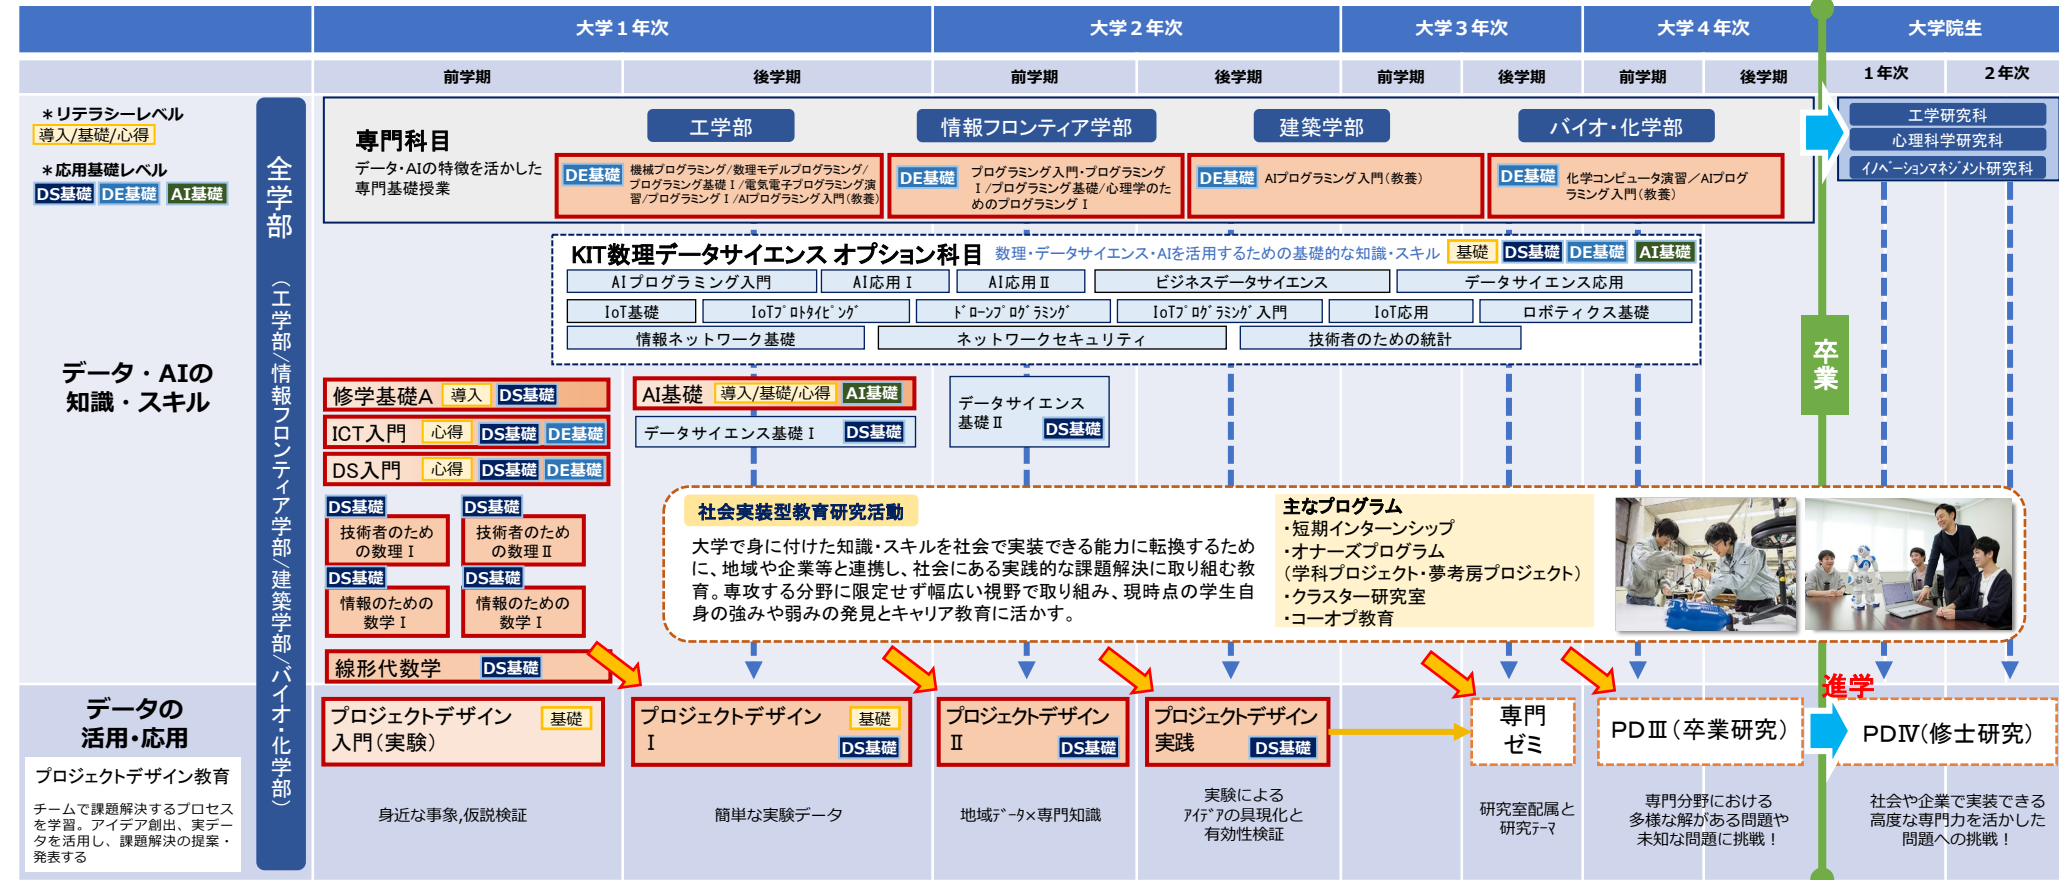 大学１年次
大学２年次
大学３年次
大学４年次
大学院生
前学期
後学期
前学期
後学期
前学期
後学期
前学期
後学期
１年次
２年次
＊リテラシーレベル
導入/基礎/心得
＊応用基礎レベル
DS基礎 DE基礎 AI基礎
データ・AIの
知識・スキル
全学部（工学部/情報フロンティア学部/建築学部/バイオ・化学部）
専門科目
データ・AIの特徴を活かした
専門基礎授業
工学部
DE基礎
機械プログラミング/数理モデルプログラミング/
プログラミング基礎Ⅰ/電気電子プログラミング演
習/プログラミングⅠ/AIプログラミング入門(教養)
情報フロンティア学部
DE基礎
プログラミング入門・プログラミング
Ⅰ/プログラミング基礎/心理学のた
めのプログラミングⅠ
建築学部
DE基礎
AIプログラミング入門(教養)
バイオ・化学部
DE基礎
化学コンピュータ演習／AIプログ
ラミング入門(教養)
工学研究科
心理科学研究科
ｲﾉﾍﾞｰｼｮﾝﾏﾈｼﾞﾒﾝﾄ研究科
KIT数理データサイエンス オプション科目
数理・データサイエンス・AIを活用するための基礎的な知識・スキル
基礎 DS基礎 DE基礎 AI基礎
AIプログラミング入門
AI応用Ⅰ
AI応用Ⅱ
ビジネスデータサイエンス
データサイエンス応用
IoT基礎
IoTﾌﾟﾛﾄﾀｲﾋﾟﾝｸﾞ
ﾄﾞﾛｰﾝﾌﾟﾛｸﾞﾗﾐﾝｸﾞ
IoTﾌﾟﾛｸﾞﾗﾐﾝｸﾞ入門
IoT応用
ロボティクス基礎
情報ネットワーク基礎
ネットワークセキュリティ
技術者のための統計
卒業
修学基礎A 導入 DS基礎
ICT入門 心得 DS基礎 DE基礎
DS入門 心得 DS基礎 DE基礎
AI基礎 導入/基礎/心得 AI基礎
データサイエンス基礎Ⅰ DS基礎
データサイエンス
基礎Ⅱ DS基礎
DS基礎
技術者のため
の数理Ⅰ
DS基礎
技術者のため
の数理Ⅱ
DS基礎
情報のための
数学Ⅰ
DS基礎
情報のための
数学Ⅰ
線形代数学 DS基礎
社会実装型教育研究活動
大学で身に付けた知識・スキルを社会で実装できる能力に転換するため
に、地域や企業等と連携し、社会にある実践的な課題解決に取り組む教
育。専攻する分野に限定せず幅広い視野で取り組み、現時点の学生自
身の強みや弱みの発見とキャリア教育に活かす。
主なプログラム
・短期インターンシップ
・オナーズプログラム
（学科プロジェクト・夢考房プロジェクト）
・クラスター研究室
・コーオプ教育
データの
活用・応用
プロジェクトデザイン教育
チームで課題解決するプロセス
を学習。アイデア創出、実デー
タを活用し、課題解決の提案・
発表する
プロジェクトデザイン
入門（実験）
基礎
身近な事象,仮説検証
プロジェクトデザイン
Ⅰ
基礎
DS基礎
簡単な実験データ
プロジェクトデザイン
Ⅱ
DS基礎
地域ﾃﾞｰﾀ×専門知識
プロジェクトデザイン
実践
DS基礎
実験による
ｱｲﾃﾞｱの具現化と
有効性検証
専門
ゼミ
研究室配属と
研究ﾃｰﾏ
PDⅢ（卒業研究）
専門分野における
多様な解がある問題や
未知な問題に挑戦！
進学
PDⅣ(修士研究)
社会や企業で実装できる
高度な専門力を活かした
問題への挑戦！